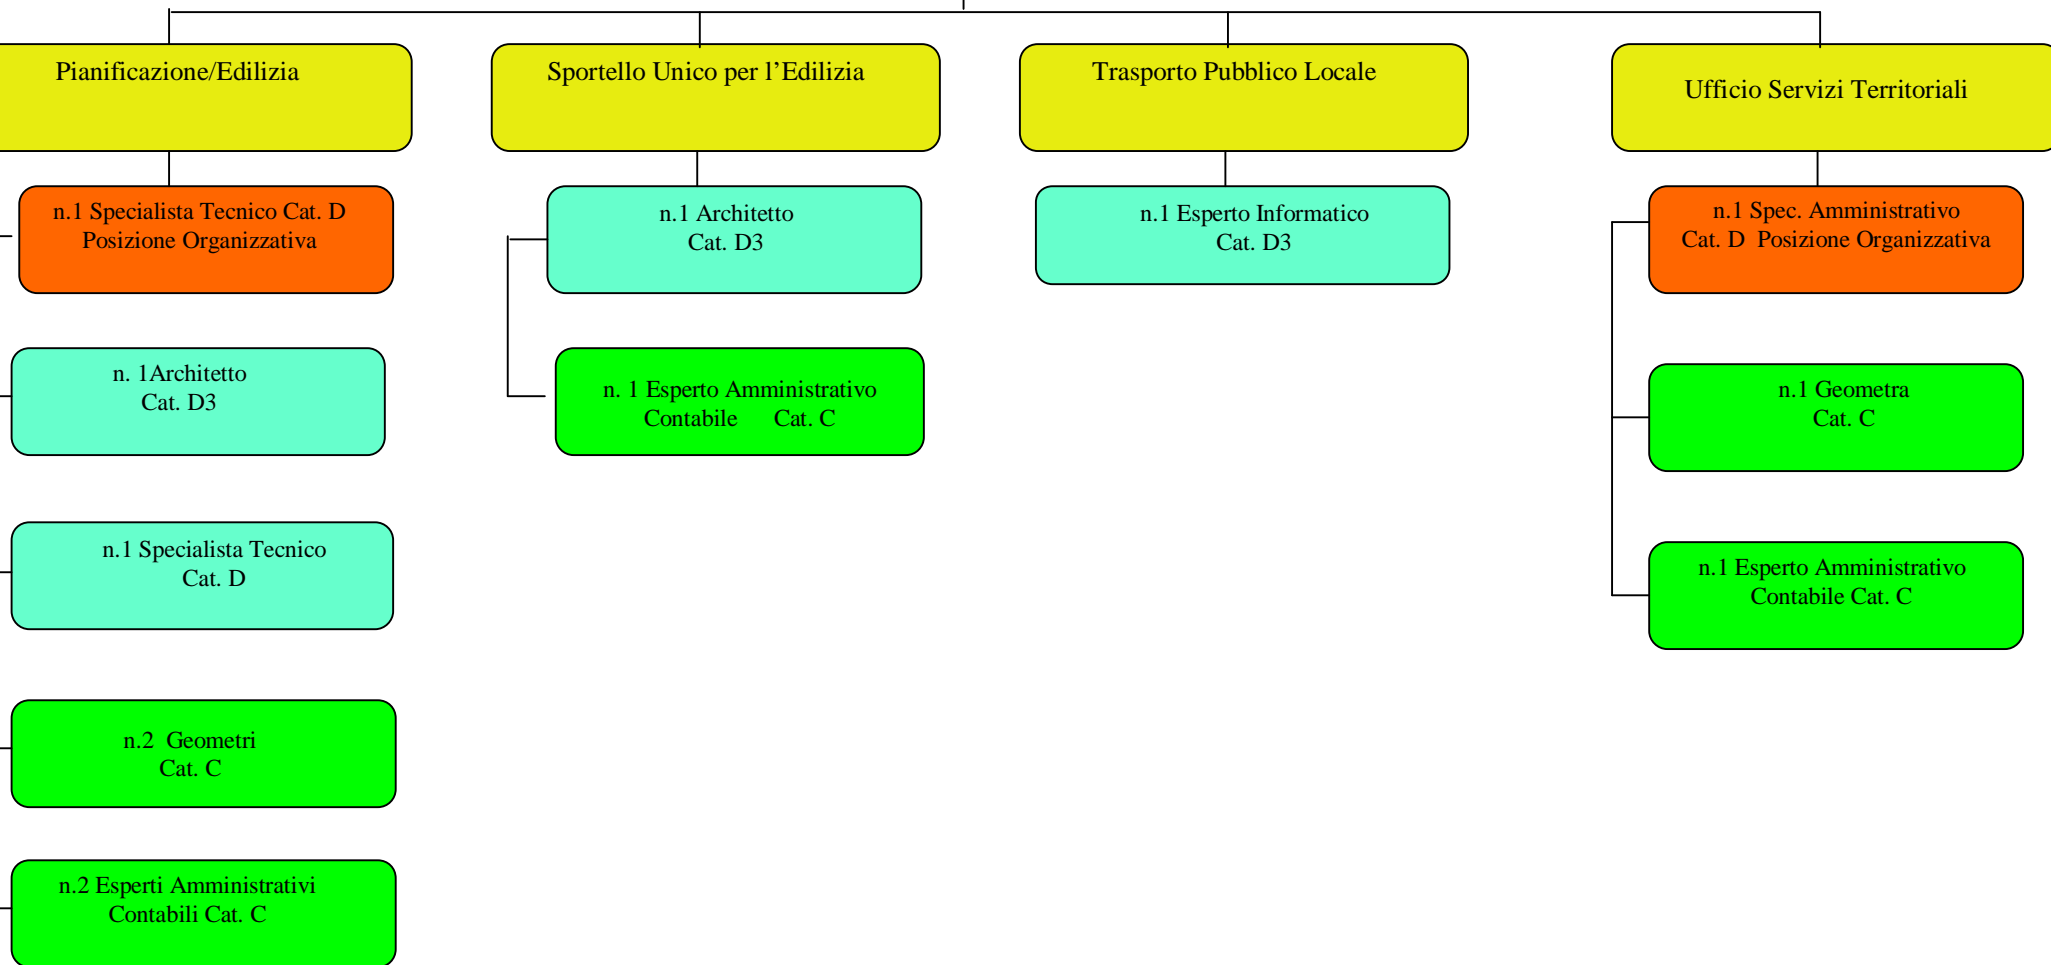 Pianificazione/Edilizia
Sportello Unico per l’Edilizia
Trasporto Pubblico Locale
Ufficio Servizi Territoriali
n.1 Specialista Tecnico Cat. D
Posizione Organizzativa
n. 1Architetto
Cat. D3
n.1 Specialista Tecnico
Cat. D
n.2 Geometri
Cat. C
n.2 Esperti Amministrativi
Contabili Cat. C
n.1 Architetto
Cat. D3
n. 1 Esperto Amministrativo
Contabile Cat. C
n.1 Esperto Informatico
Cat. D3
n.1 Spec. Amministrativo
Cat. D Posizione Organizzativa
n.1 Geometra
Cat. C
n.1 Esperto Amministrativo
Contabile Cat. C